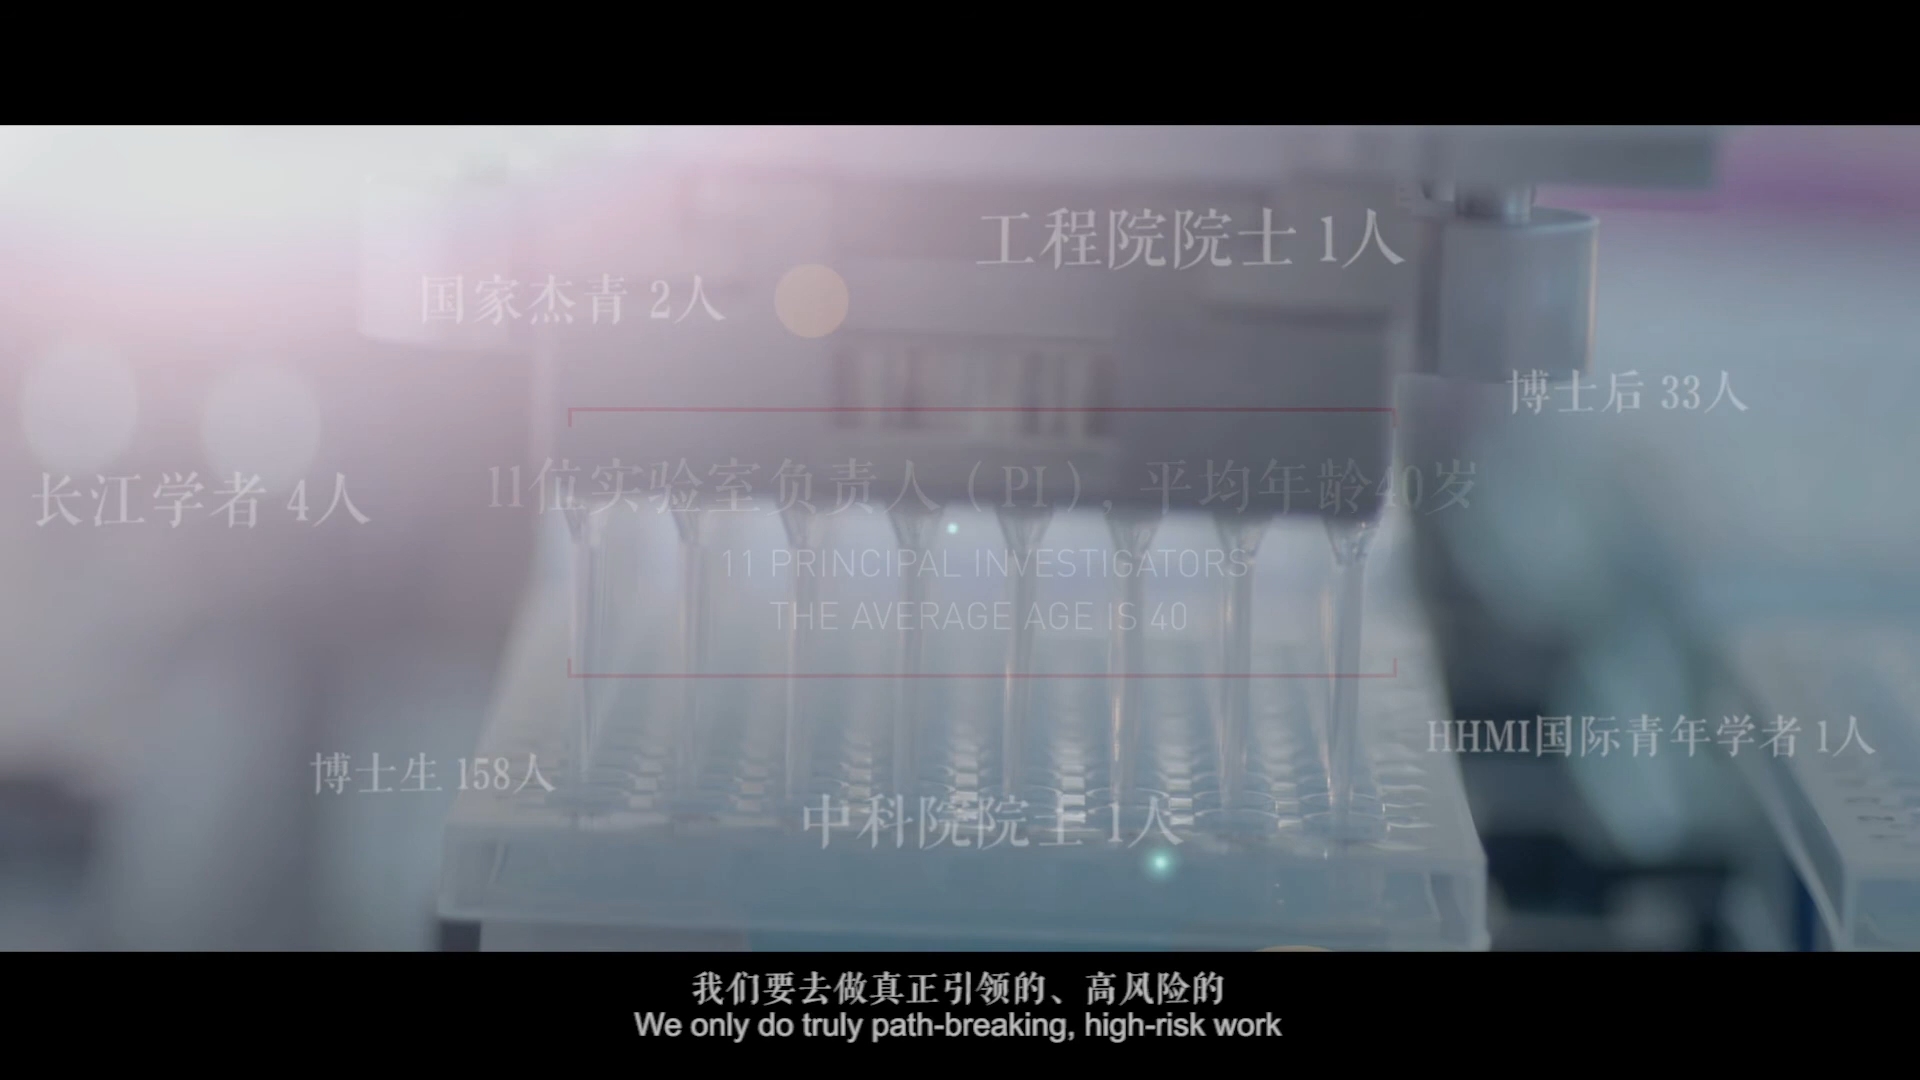 工程院院士 1人
国家杰青 2人
博士后 33人
长江学者 4人
11位实验室负责人（PI），平均年龄40岁
11 PRINCIPAL INVESTIGATORS
THE AVERAGE AGE IS 40
HHMI国际青年学者 1人
博士生 158人
中科院院士 1人
我们要去做真正引领的、高风险的
We only do truly path-breaking, high-risk work